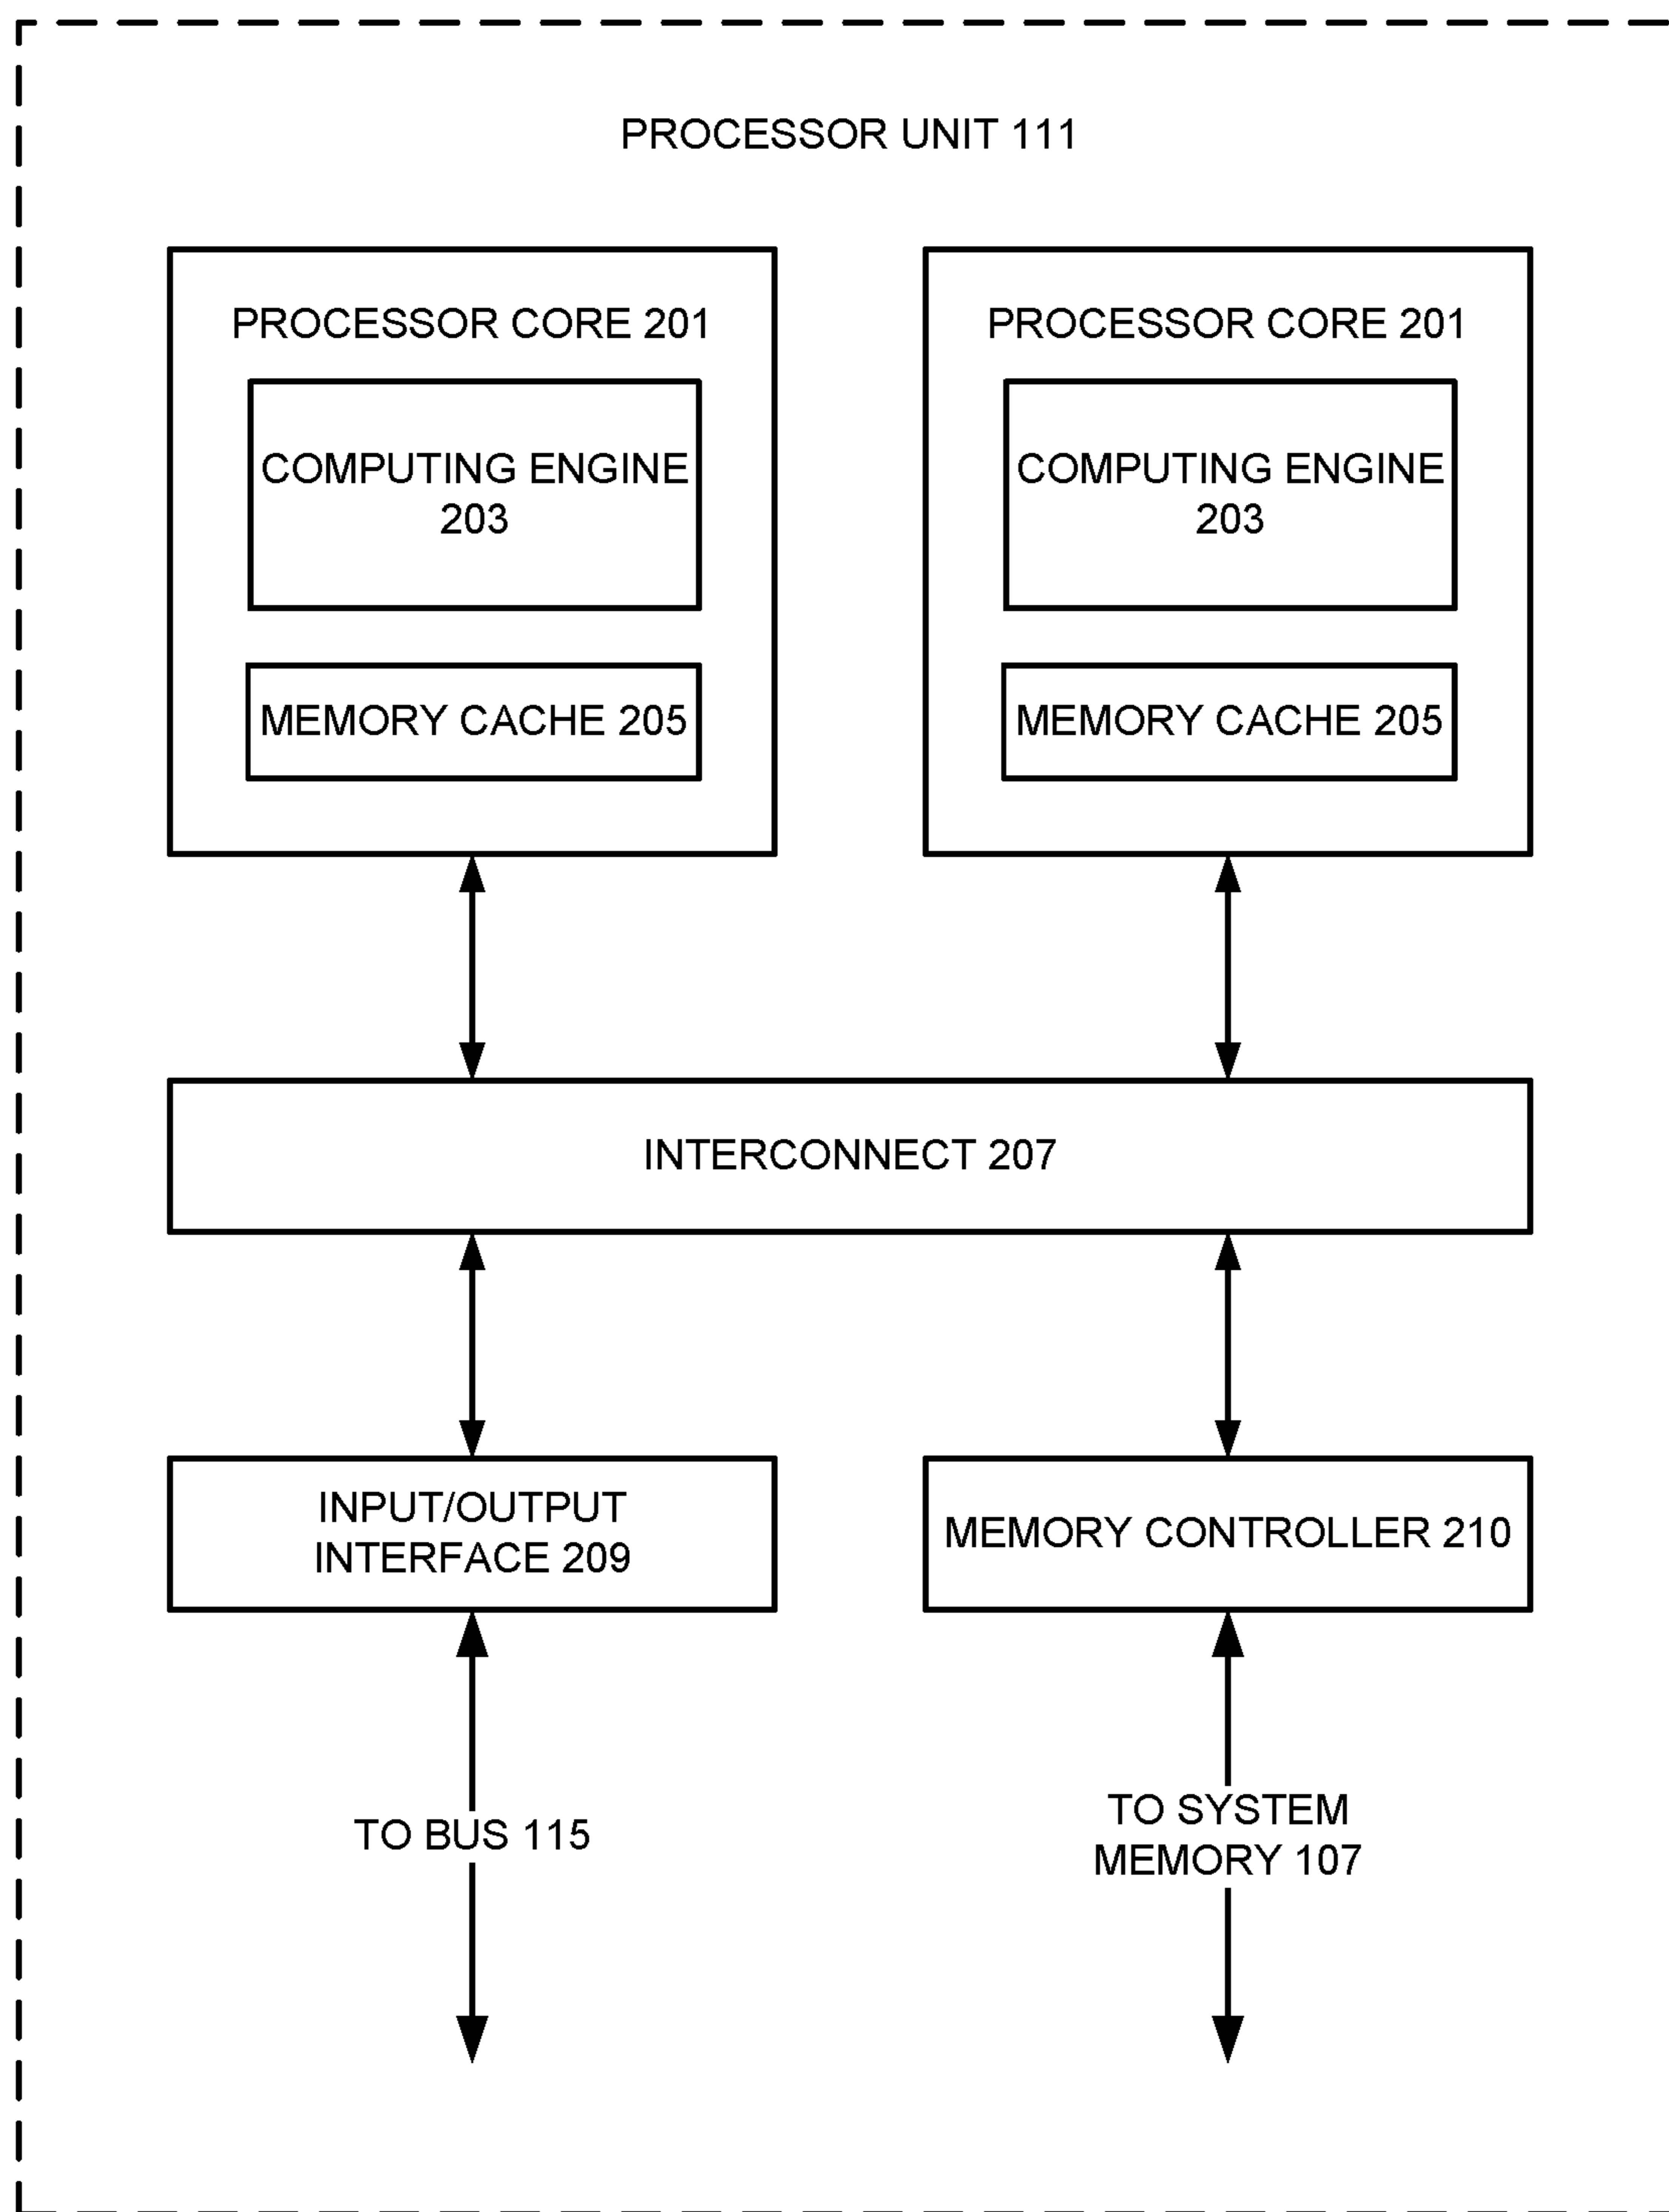 PROCESSOR UNIT 111
PROCESSOR CORE 201
COMPUTING ENGINE
203
MEMORY CACHE 205
PROCESSOR CORE 201
COMPUTING ENGINE
203
MEMORY CACHE 205
INTERCONNECT 207
INPUT/OUTPUT
INTERFACE 209
MEMORY CONTROLLER 210
TO BUS 115
TO SYSTEM
MEMORY 107